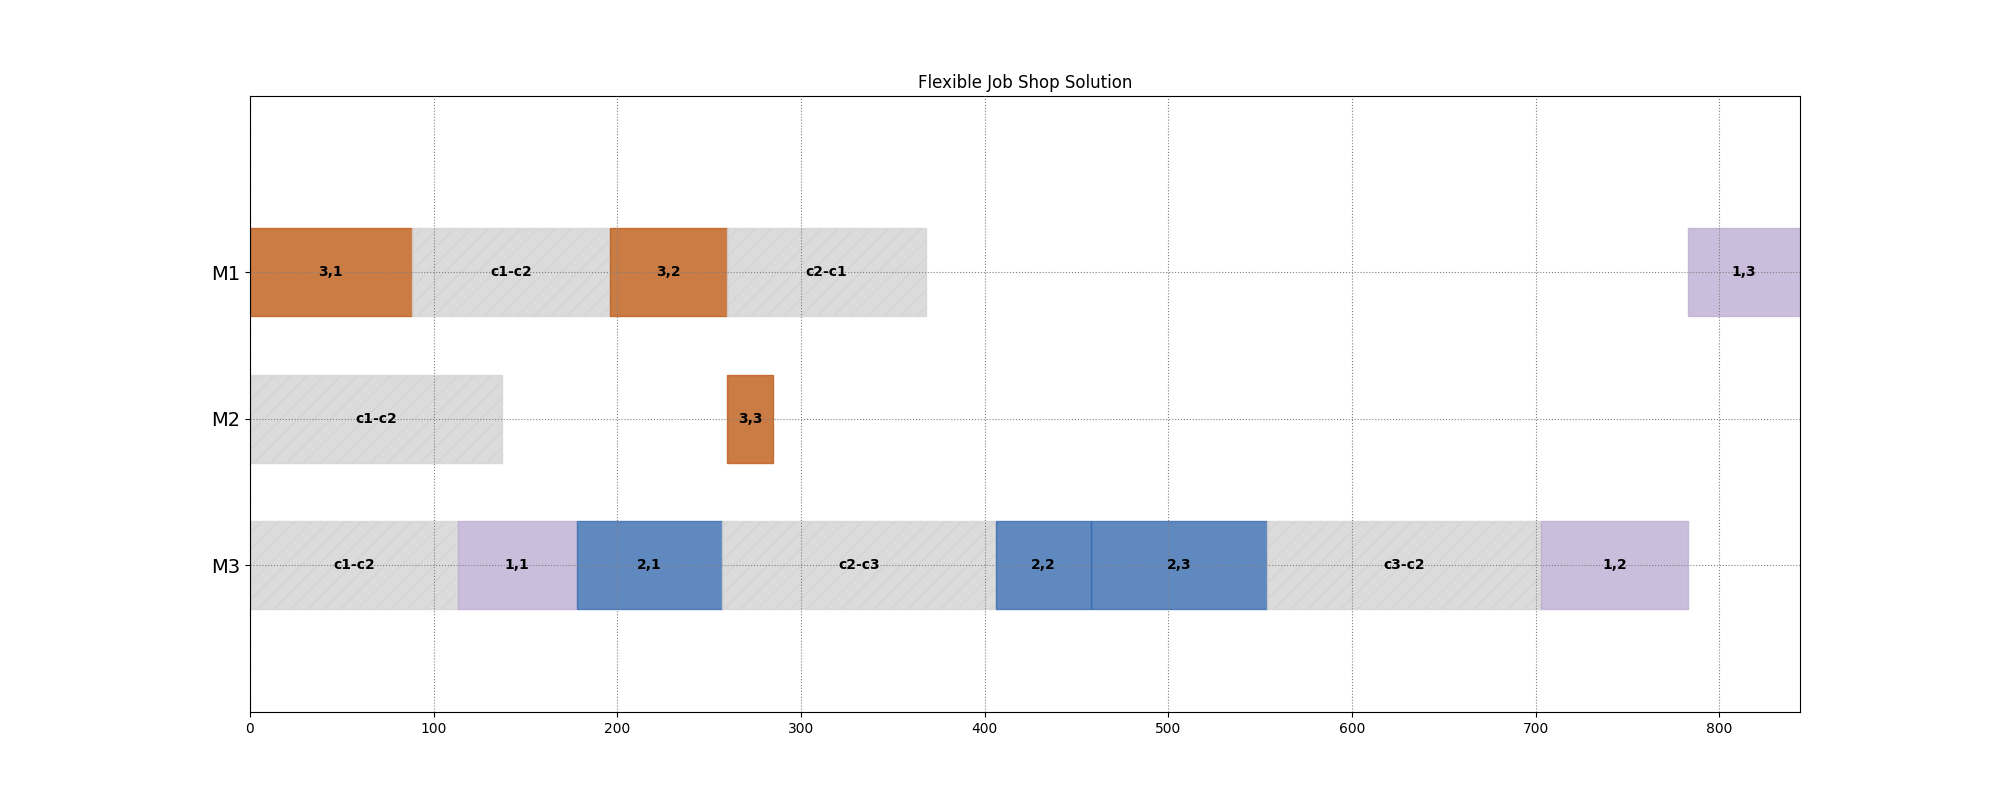 Flexible Job Shop Solution
M1
3,1
c1-c2
3,2
c2-c1
1,3
M2
c1-c2
3,3
M3
c1-c2
1,1
2,1
c2-c3
2,2
2,3
c3-c2
1,2
0 100 200 300 400 500 600 700 800